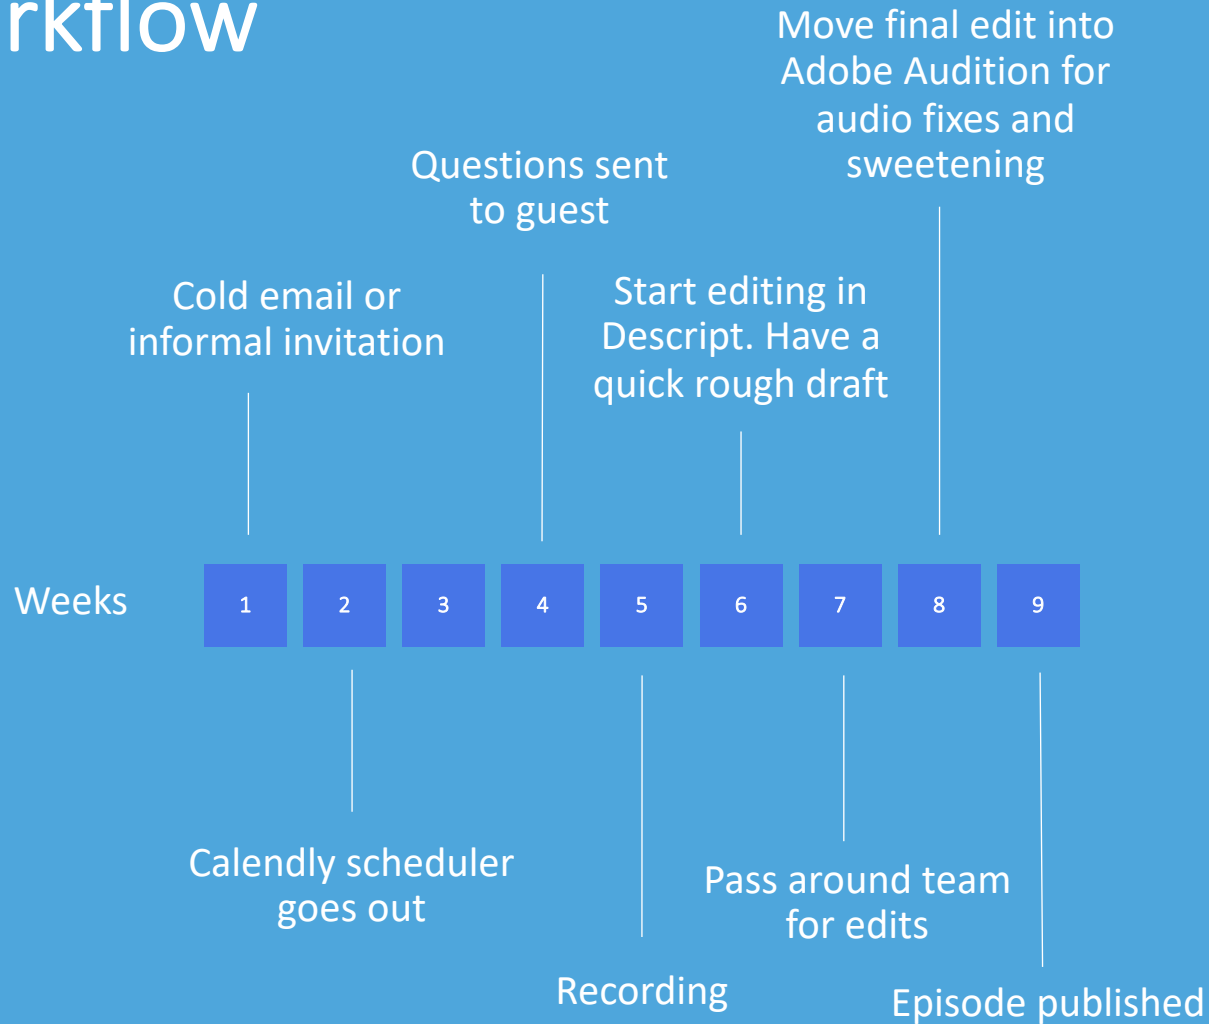 rkflow
Move final edit into
Adobe Audition for
audio fixes and
sweetening
Questions sent
to guest
Cold email or
informal invitation
Start editing in
Descript. Have a
quick rough draft
Weeks
1
2
3
4
5
6
7
8
9
Calendly scheduler
goes out
Pass around team
for edits
Recording
Episode published